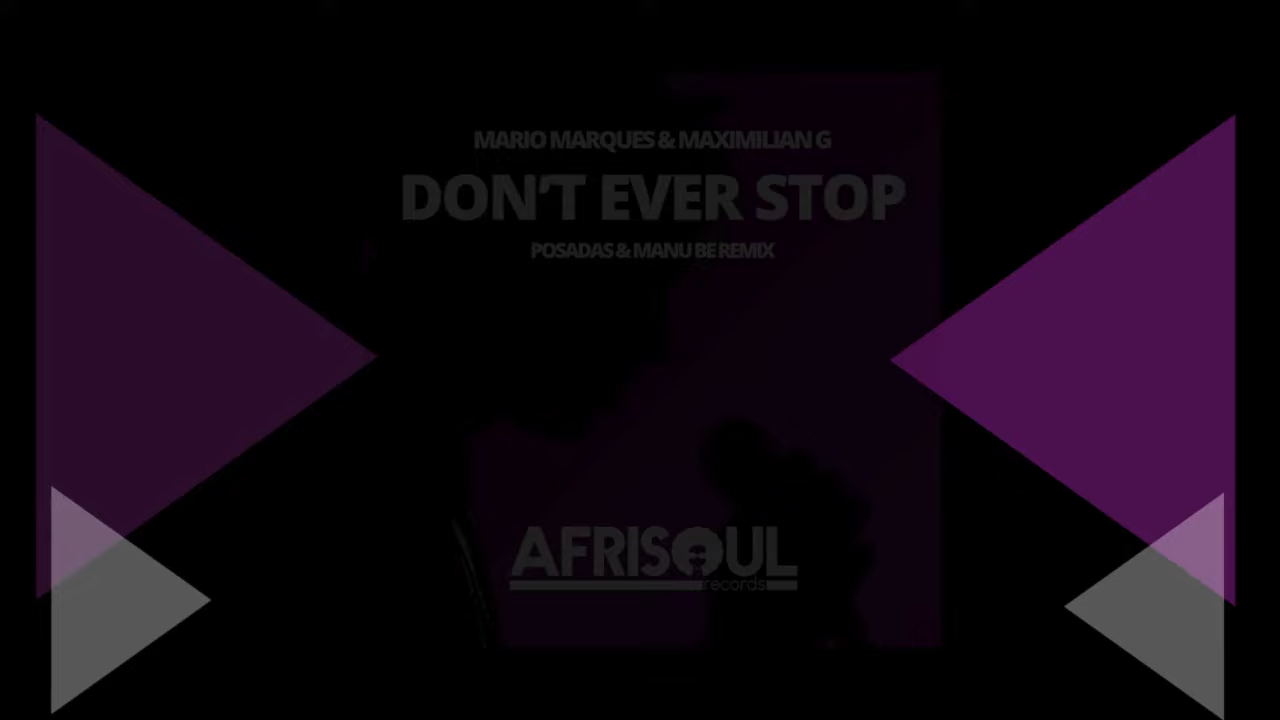 MARIO MARQUES & MAXIMILIAN G
DON'T EVER STOP
POSADAS & MANU BE REMIX
AFRISOUL
records